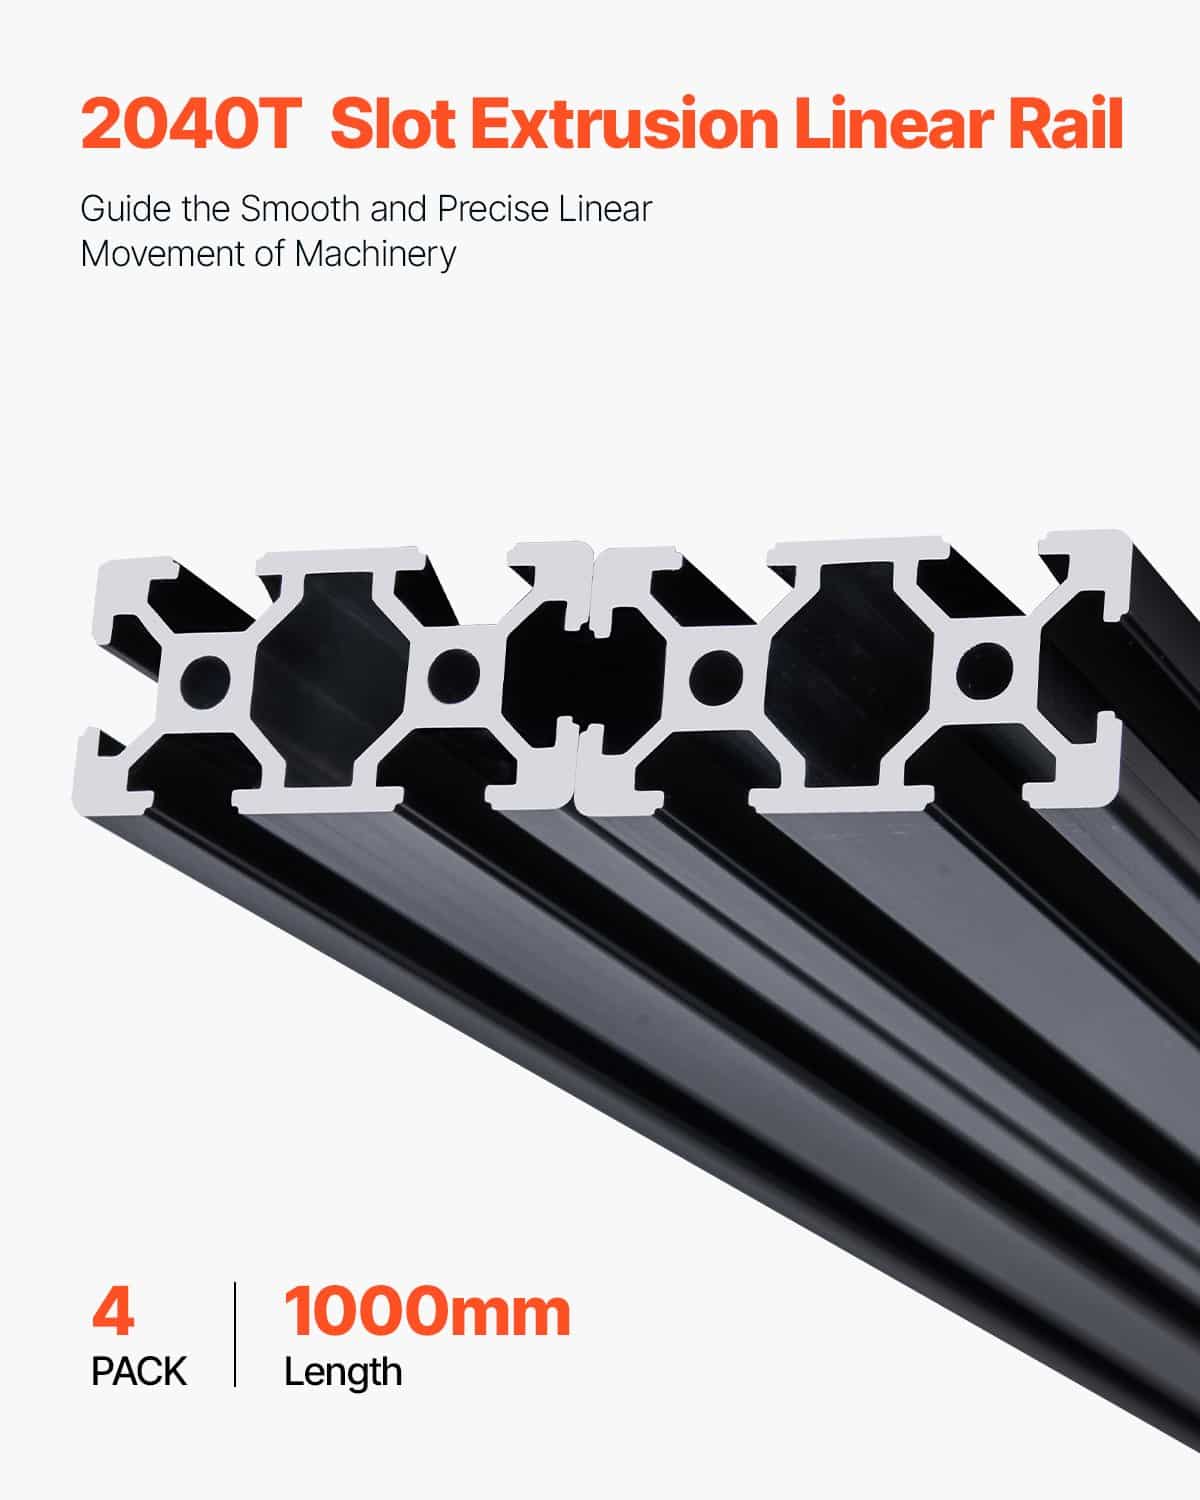 2040T Slot Extrusion Linear Rail
Guide the Smooth and Precise Linear
Movement of Machinery
4
PACK
1000mm
Length